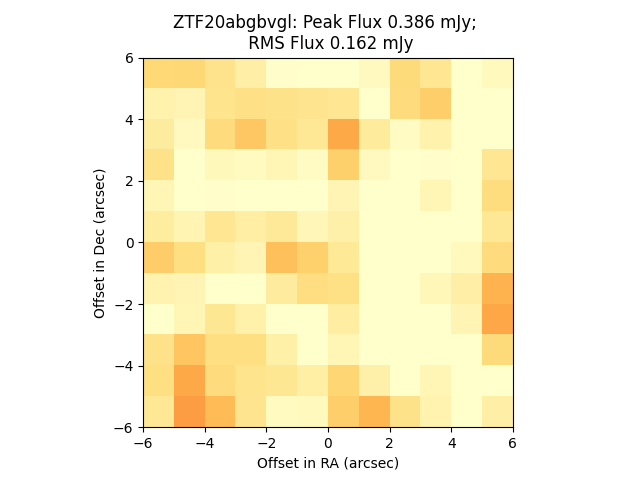 ZTF20abgbvgl: Peak Flux 0.386 mJy;
RMS Flux 0.162 mJy
6
4
2
0
−2
−4
−6
Offset in Dec (arcsec)
−6 −4 −2 0 2 4 6
Offset in RA (arcsec)